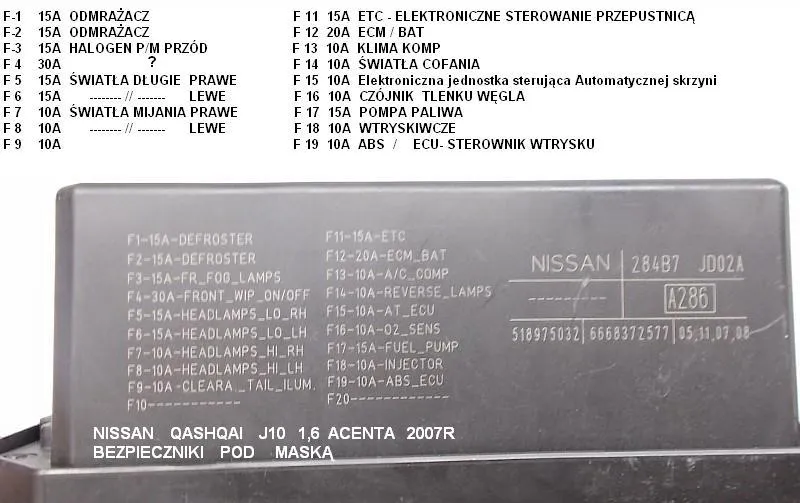 F-1 15A ODMRAŻACZ
F-2 15A ODMRAŻACZ
F-3 15A HALOGEN P/M PRZÓD
F 4 30A ?
F 5 15A ŚWIATŁA DŁUGIE PRAWE
F 6 15A -------- // ------- LEWE
F 7 10A ŚWIATŁA MIJANIA PRAWE
F 8 10A -------- // ------- LEWE
F 9 10A
F 11 15A ETC - ELEKTRONICZNE STEROWANIE PRZEPUSTNICĄ
F 12 20A ECM / BAT
F 13 10A KLIMA KOMP
F 14 10A ŚWIATŁA COFANIA
F 15 10A Elektroniczna jednostka sterująca Automatycznej skrzyni
F 16 10A CZÓJNIK TLENKU WĘGLA
F 17 15A POMPA PALIWA
F 18 10A WTRYSKIWCZE
F 19 10A ABS / ECU- STEROWNIK WTRYSKU
F1-15A-DEFROSTER
F2-15A-DEFROSTER
F3-15A-FR_FOG_LAMPS
F4-30A-FRONT_WIP_ON/OFF
F5-15A-HEADLAMPS_LO_RH
F6-15A-HEADLAMPS_LO_LH
F7-10A-HEADLAMPS_HI_RH
F8-10A-HEADLAMPS_HI_LH
F9-10A-CLEARA._TAIL_ILUM.
F10------------
F11-15A-ETC
F12-20A-ECM_BAT
F13-10A-A/C_COMP
F14-10A-REVERSE_LAMPS
F15-10A-AT_ECU
F16-10A-O2_SENS
F17-15A-FUEL_PUMP
F18-10A-INJECTOR
F19-10A-ABS_ECU
F20------------
NISSAN 284B7 JD02A
--------- A286
518975032 6668372577 05,11,07,08
NISSAN QASHQAI J10 1,6 ACENTA 2007R
BEZPIECZNIKI POD MASKĄ